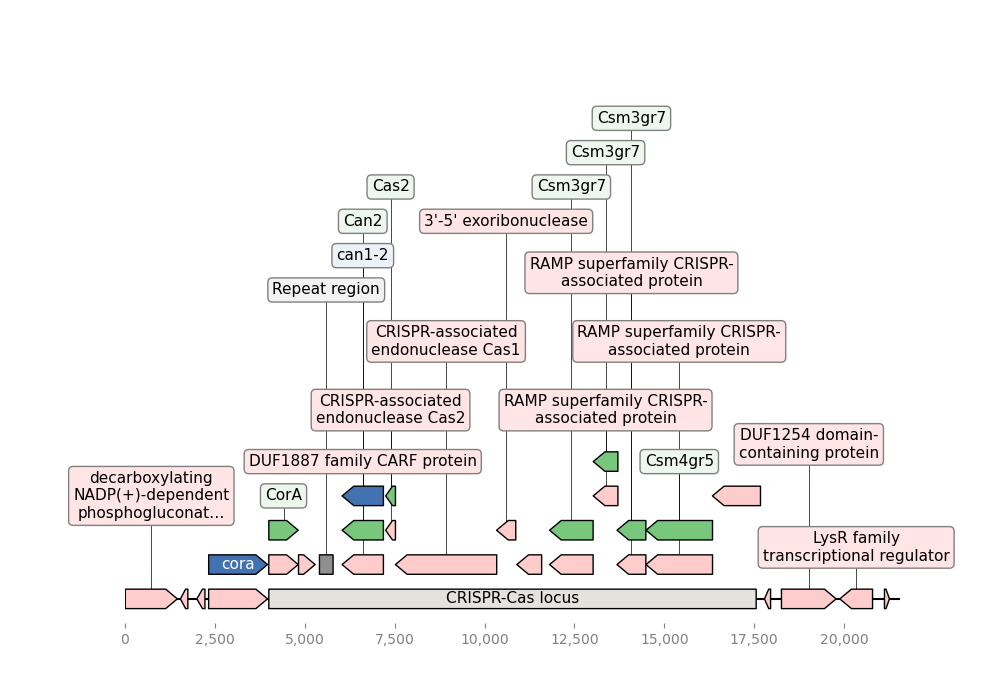 Csm3gr7
Csm3gr7
Cas2
Csm3gr7
Can2
3'-5' exoribonuclease
can1-2
RAMP superfamily CRISPR-
associated protein
Repeat region
CRISPR-associated
endonuclease Cas1
RAMP superfamily CRISPR-
associated protein
CRISPR-associated
endonuclease Cas2
RAMP superfamily CRISPR-
associated protein
DUF1254 domain-
containing protein
DUF1887 family CARF protein
Csm4gr5
decarboxylating
NADP(+)-dependent
phosphogluconat...
CorA
LysR family
transcriptional regulator
cora
CRISPR-Cas locus
0
2,500
5,000
7,500
10,000
12,500
15,000
17,500
20,000